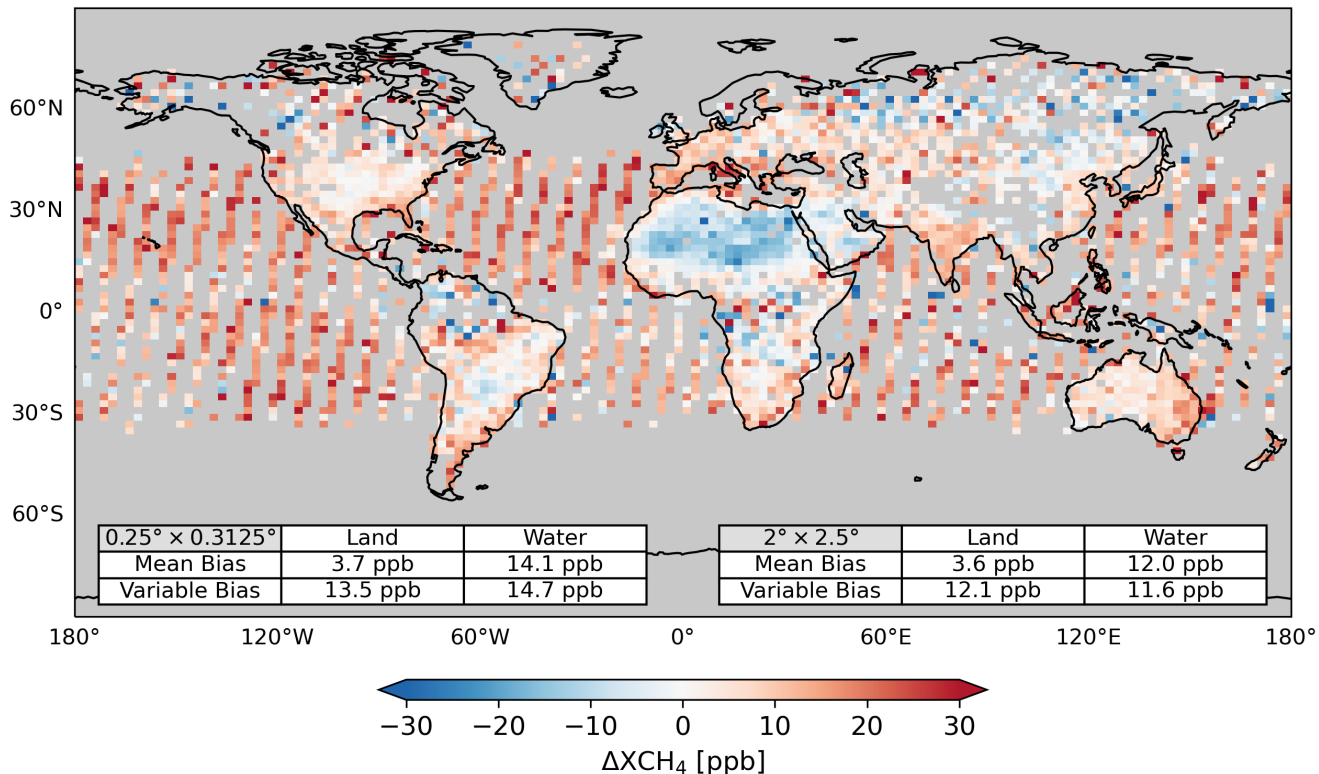 60°N
30°N
0°
30°S
60°S
0.25° × 0.3125° Land Water
Mean Bias 3.7 ppb 14.1 ppb
Variable Bias 13.5 ppb 14.7 ppb
2° × 2.5° Land Water
Mean Bias 3.6 ppb 12.0 ppb
Variable Bias 12.1 ppb 11.6 ppb
180° 120°W 60°W 0° 60°E 120°E 180°
−30 −20 −10 0 10 20 30
ΔXCH₄ [ppb]